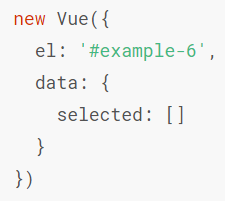 new Vue({
  el: '#example-6',
  data: {
    selected: []
  }
})